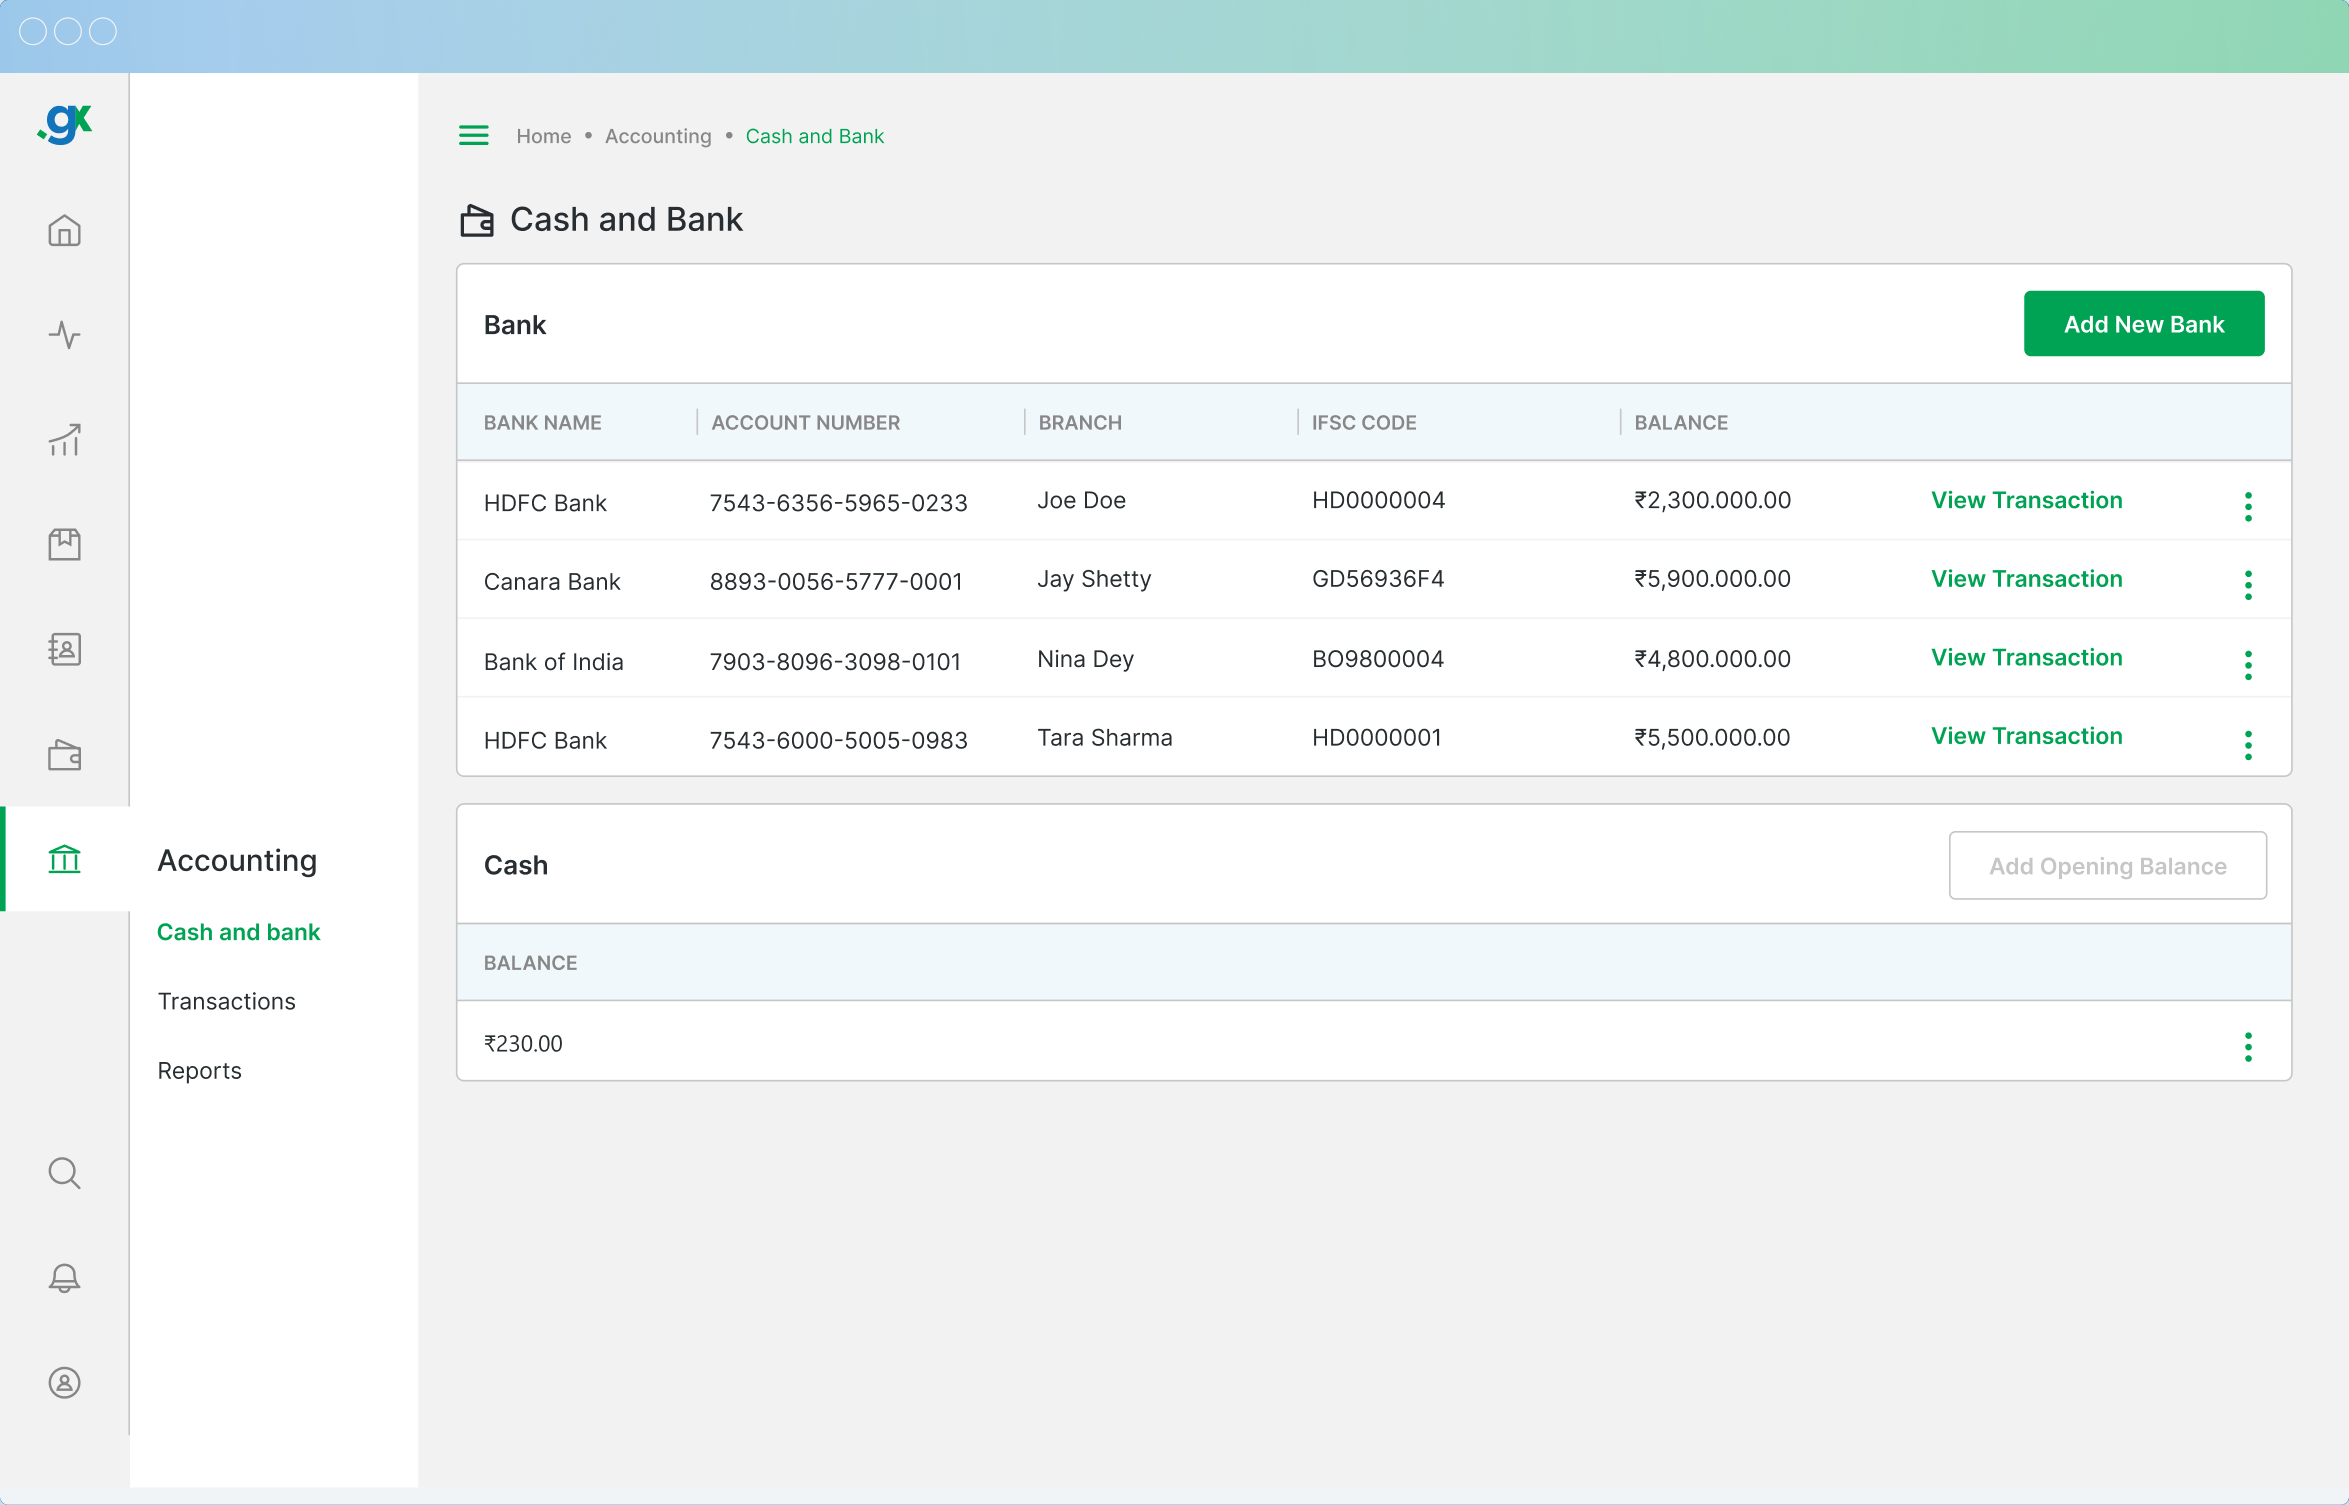 .gx
Home • Accounting • Cash and Bank
Cash and Bank
Bank
Add New Bank
BANK NAME ACCOUNT NUMBER BRANCH IFSC CODE BALANCE
HDFC Bank 7543-6356-5965-0233 Joe Doe HD0000004 ₹2,300.000.00 View Transaction
Canara Bank 8893-0056-5777-0001 Jay Shetty GD56936F4 ₹5,900.000.00 View Transaction
Bank of India 7903-8096-3098-0101 Nina Dey BO9800004 ₹4,800.000.00 View Transaction
HDFC Bank 7543-6000-5005-0983 Tara Sharma HD0000001 ₹5,500.000.00 View Transaction
Cash
Add Opening Balance
BALANCE
₹230.00
Accounting
Cash and bank
Transactions
Reports